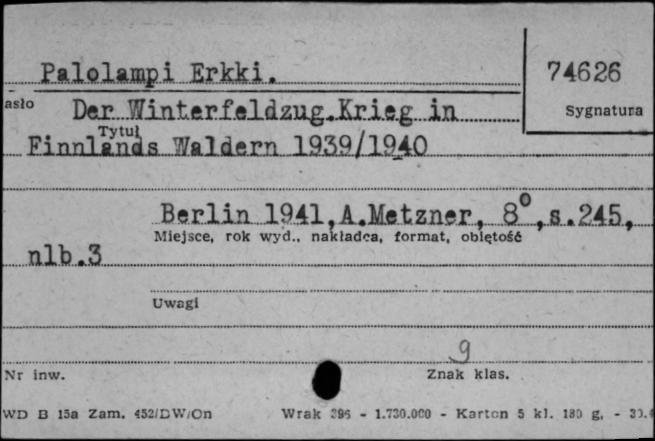 Palolampi Erkki.
74626
asło
Der Winterfeldzug.Krieg in
Sygnatura
Tytuł
Finnlands Waldern 1939/1940
Berlin 1941,A.Metzner, 8°,s.245,
Miejsce, rok wyd., nakładca, format, objętość
nlb.3
Uwagi
9
Nr inw.
Znak klas.
WD B 15a Zam. 452/DW/On
Wrak 396 - 1.730.000 - Karton 5 kl. 180 g. -